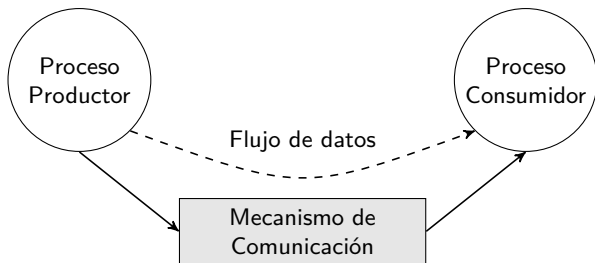 Proceso
Productor
Proceso
Consumidor
Flujo de datos
Mecanismo de
Comunicación